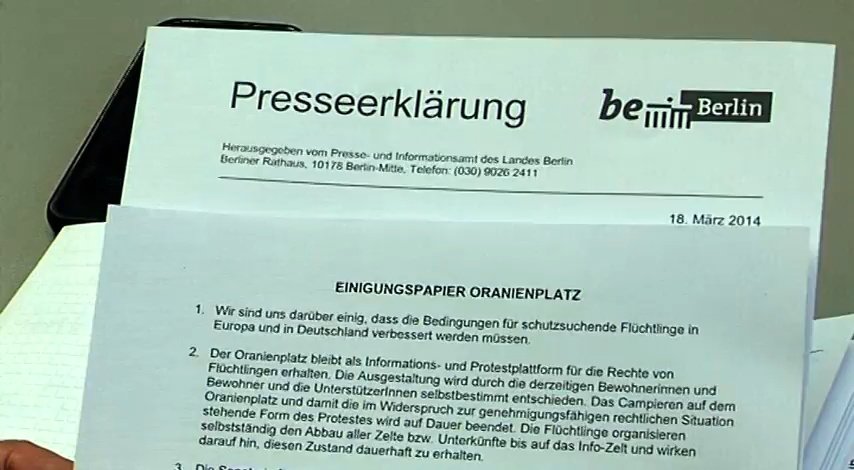 Presseerklärung
be Berlin
Herausgegeben vom Presse- und Informationsamt des Landes Berlin
Berliner Rathaus, 10178 Berlin-Mitte, Telefon: (030) 9026 2411
18. März 2014
EINIGUNGSPAPIER ORANIENPLATZ
1. Wir sind uns darüber einig, dass die Bedingungen für schutzsuchende Flüchtlinge in
Europa und in Deutschland verbessert werden müssen.
2. Der Oranienplatz bleibt als Informations- und Protestplattform für die Rechte von
Flüchtlingen erhalten. Die Ausgestaltung wird durch die derzeitigen Bewohnerinnen und
Bewohner und die UnterstützerInnen selbstbestimmt entschieden. Das Campieren auf dem
Oranienplatz und damit die im Widerspruch zur genehmigungsfähigen rechtlichen Situation
stehende Form des Protestes wird auf Dauer beendet. Die Flüchtlinge organisieren
selbstständig den Abbau aller Zelte bzw. Unterkünfte bis auf das Info-Zelt und wirken
darauf hin, diesen Zustand dauerhaft zu erhalten.
3. Die